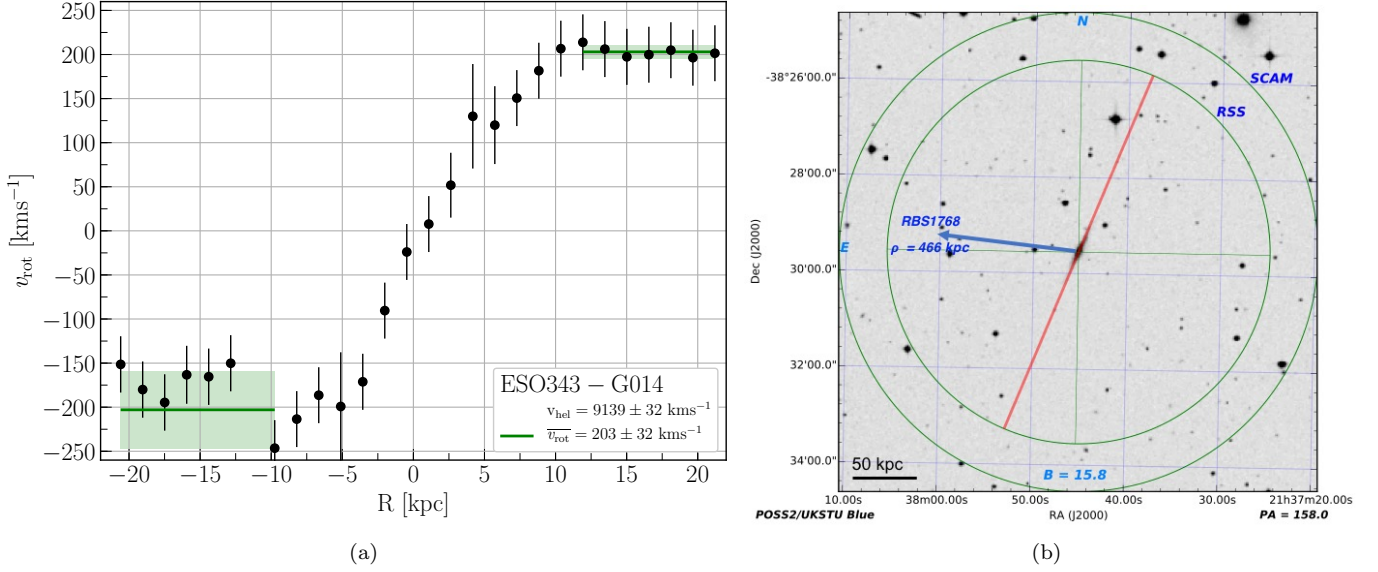 250
200
150
100
50
0
−50
−100
−150
−200
−250
v_rot [kms⁻¹]
−20 −15 −10 −5 0 5 10 15 20
R [kpc]
ESO343 − G014
v_hel = 9139 ± 32 kms⁻¹
v̅_rot = 203 ± 32 kms⁻¹
(a)
N
SCAM
RSS
-38°26'00.0"
28'00.0"
30'00.0"
32'00.0"
34'00.0"
Dec (J2000)
RBS1768
ρ = 466 kpc
E
50 kpc
B = 15.8
10.00s 38m00.00s 50.00s 40.00s 30.00s 21h37m20.00s
POSS2/UKSTU Blue RA (J2000) PA = 158.0
(b)